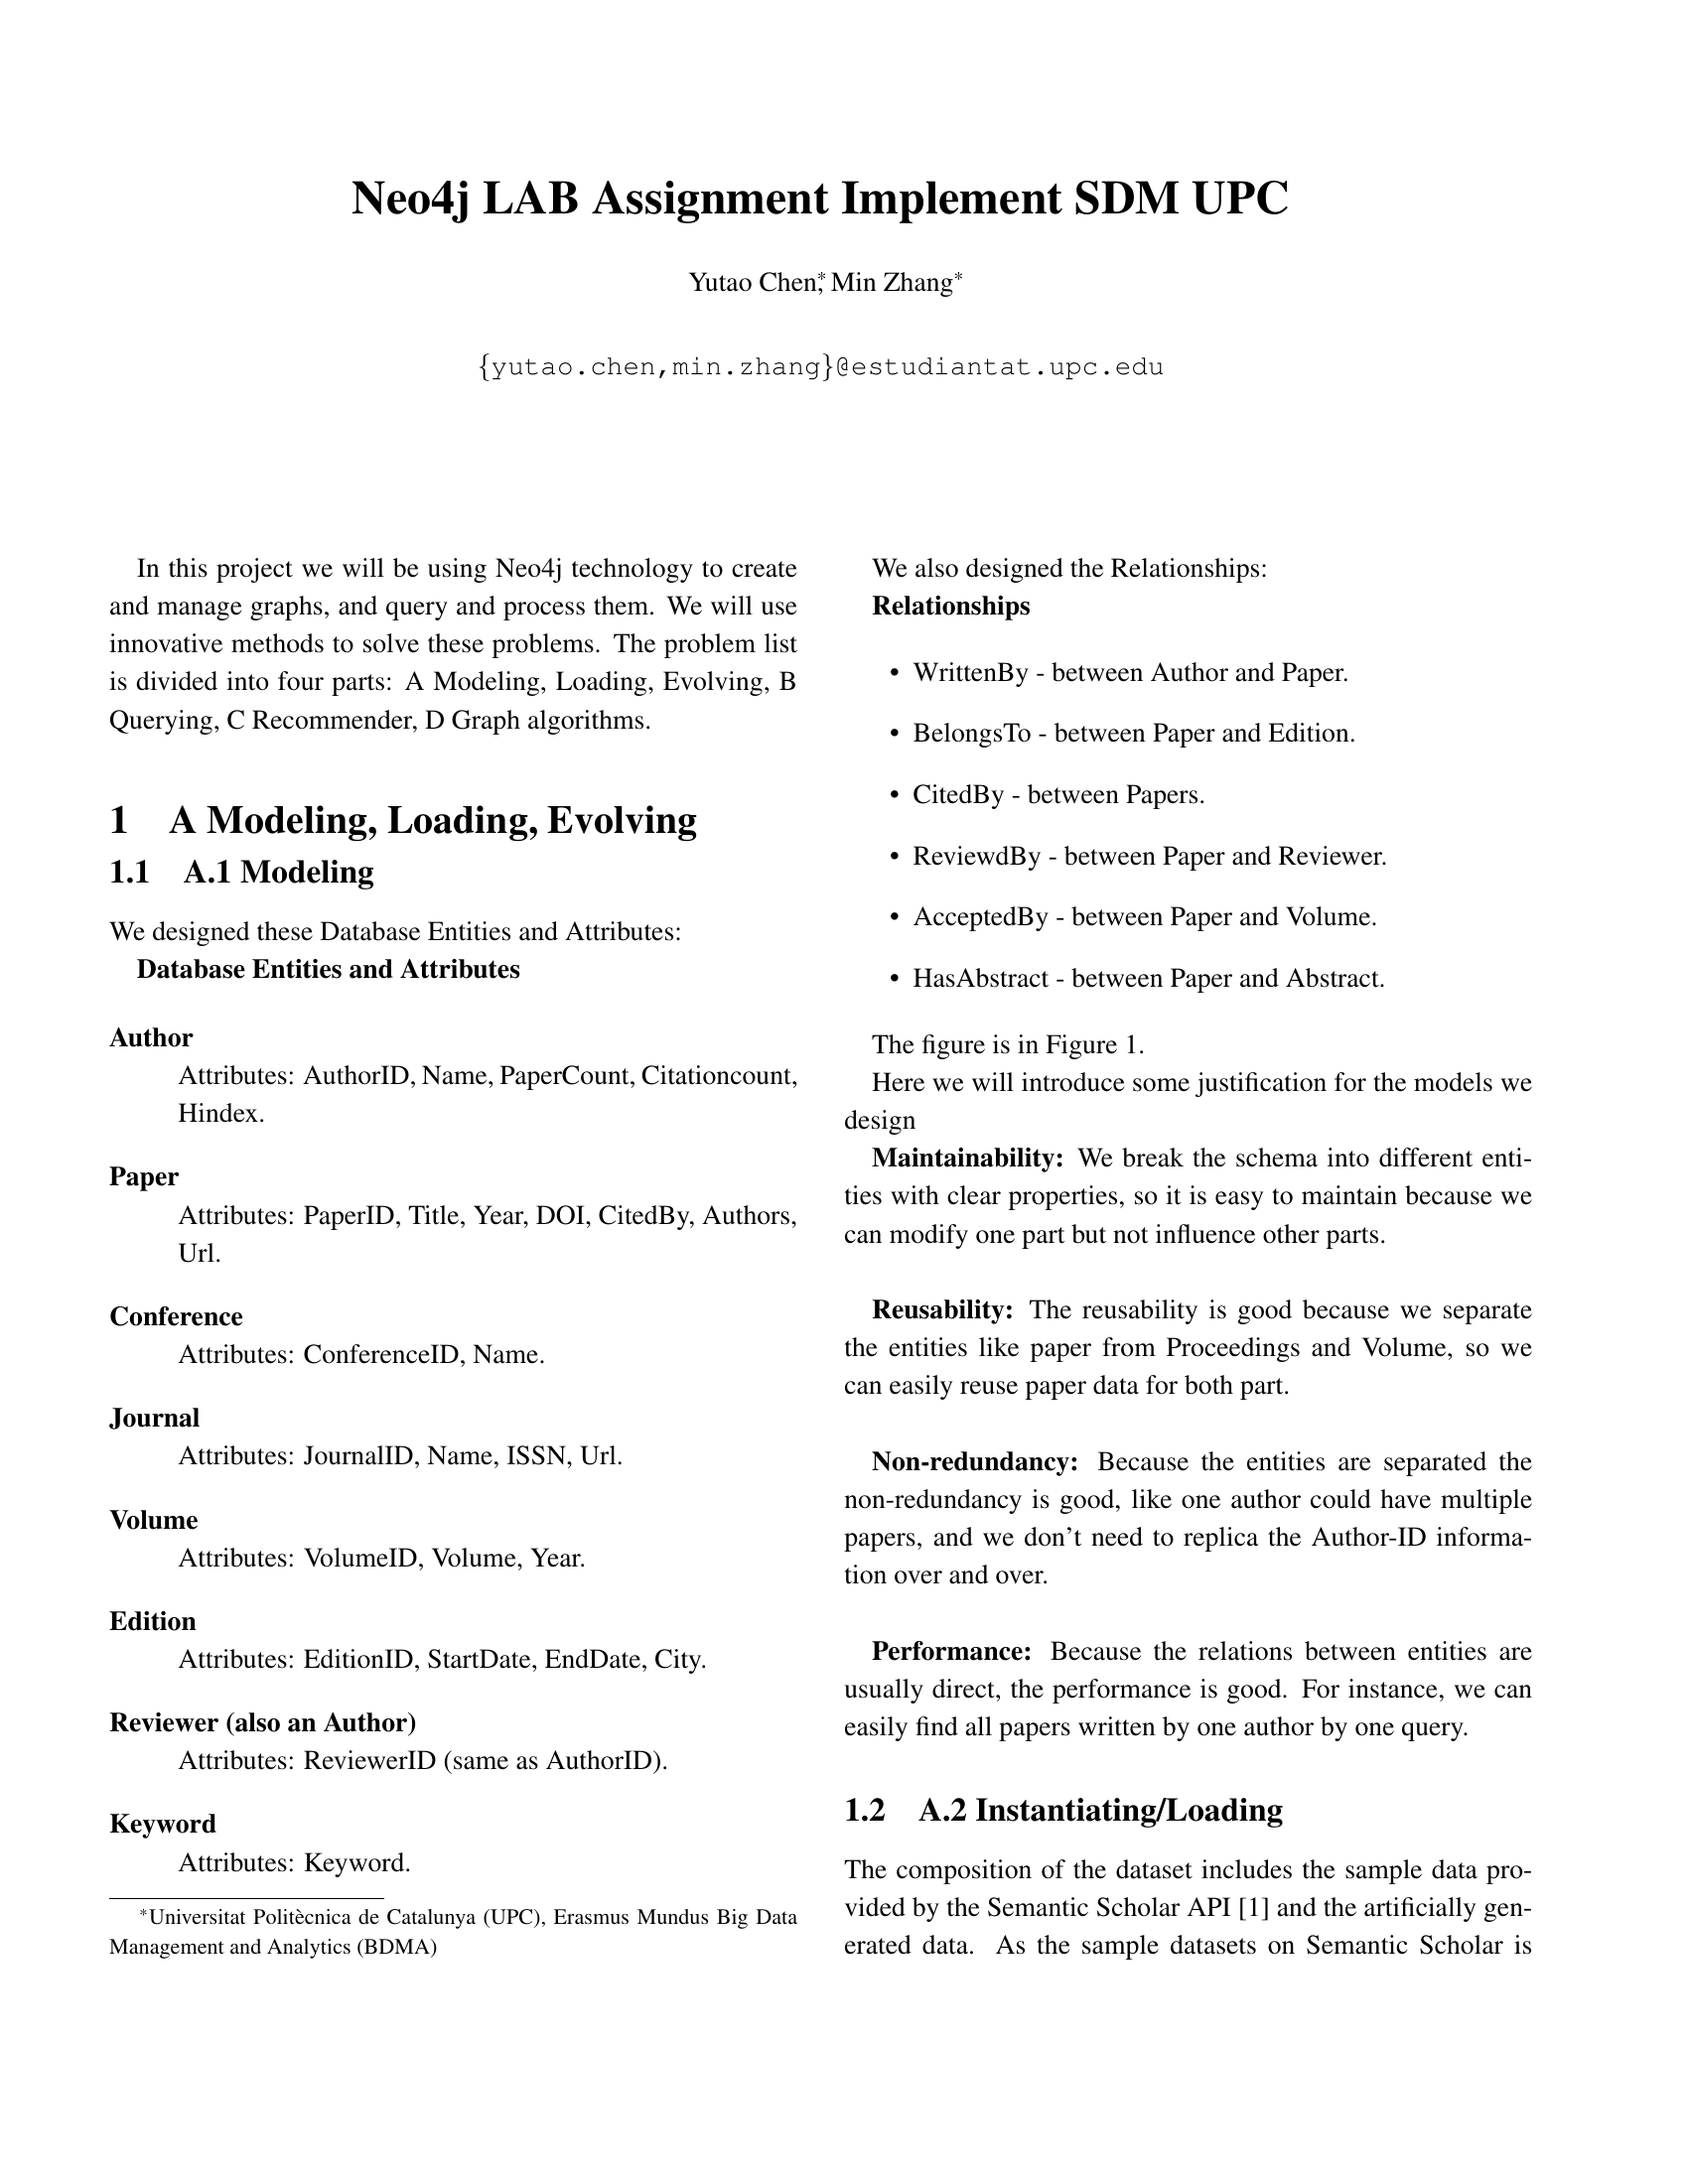 Neo4j LAB Assignment Implement SDM UPC
Yutao Chen,* Min Zhang*
{yutao.chen,min.zhang}@estudiantat.upc.edu
In this project we will be using Neo4j technology to create
and manage graphs, and query and process them. We will use
innovative methods to solve these problems. The problem list
is divided into four parts: A Modeling, Loading, Evolving, B
Querying, C Recommender, D Graph algorithms.
1 A Modeling, Loading, Evolving
1.1 A.1 Modeling
We designed these Database Entities and Attributes:
Database Entities and Attributes
Author
Attributes: AuthorID, Name, PaperCount, Citationcount,
Hindex.
Paper
Attributes: PaperID, Title, Year, DOI, CitedBy, Authors,
Url.
Conference
Attributes: ConferenceID, Name.
Journal
Attributes: JournalID, Name, ISSN, Url.
Volume
Attributes: VolumeID, Volume, Year.
Edition
Attributes: EditionID, StartDate, EndDate, City.
Reviewer (also an Author)
Attributes: ReviewerID (same as AuthorID).
Keyword
Attributes: Keyword.
*Universitat Politècnica de Catalunya (UPC), Erasmus Mundus Big Data
Management and Analytics (BDMA)
We also designed the Relationships:
Relationships
• WrittenBy - between Author and Paper.
• BelongsTo - between Paper and Edition.
• CitedBy - between Papers.
• ReviewdBy - between Paper and Reviewer.
• AcceptedBy - between Paper and Volume.
• HasAbstract - between Paper and Abstract.
The figure is in Figure 1.
Here we will introduce some justification for the models we
design
Maintainability: We break the schema into different enti-
ties with clear properties, so it is easy to maintain because we
can modify one part but not influence other parts.
Reusability: The reusability is good because we separate
the entities like paper from Proceedings and Volume, so we
can easily reuse paper data for both part.
Non-redundancy: Because the entities are separated the
non-redundancy is good, like one author could have multiple
papers, and we don't need to replica the Author-ID informa-
tion over and over.
Performance: Because the relations between entities are
usually direct, the performance is good. For instance, we can
easily find all papers written by one author by one query.
1.2 A.2 Instantiating/Loading
The composition of the dataset includes the sample data pro-
vided by the Semantic Scholar API [1] and the artificially gen-
erated data. As the sample datasets on Semantic Scholar is